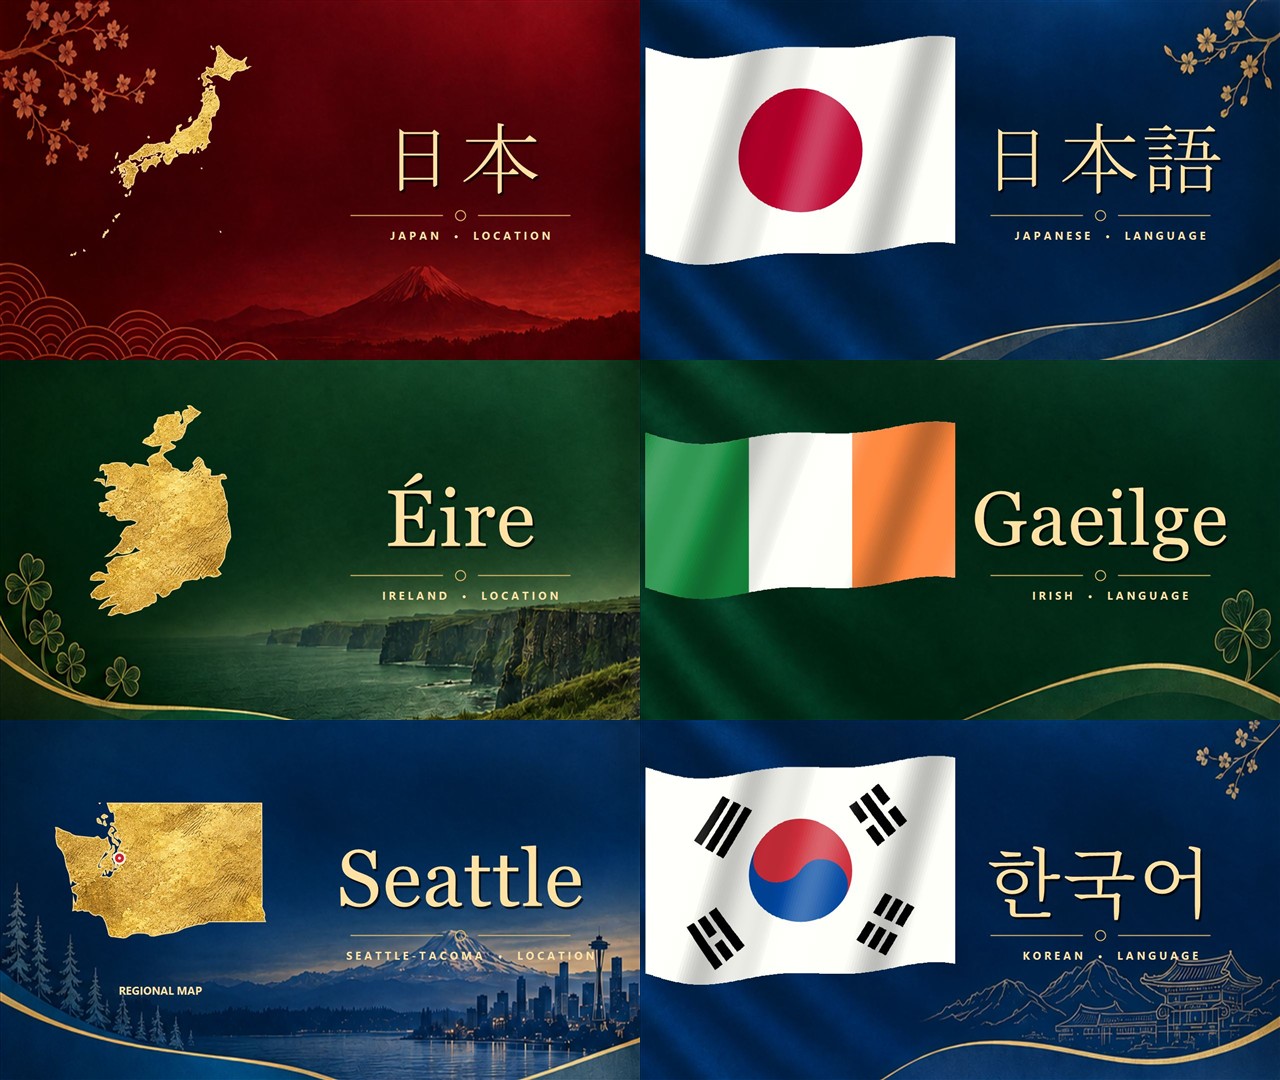 日本
JAPAN • LOCATION
日本語
JAPANESE • LANGUAGE
Éire
IRELAND • LOCATION
Gaeilge
IRISH • LANGUAGE
Seattle
SEATTLE-TACOMA • LOCATION
REGIONAL MAP
한국어
KOREAN • LANGUAGE